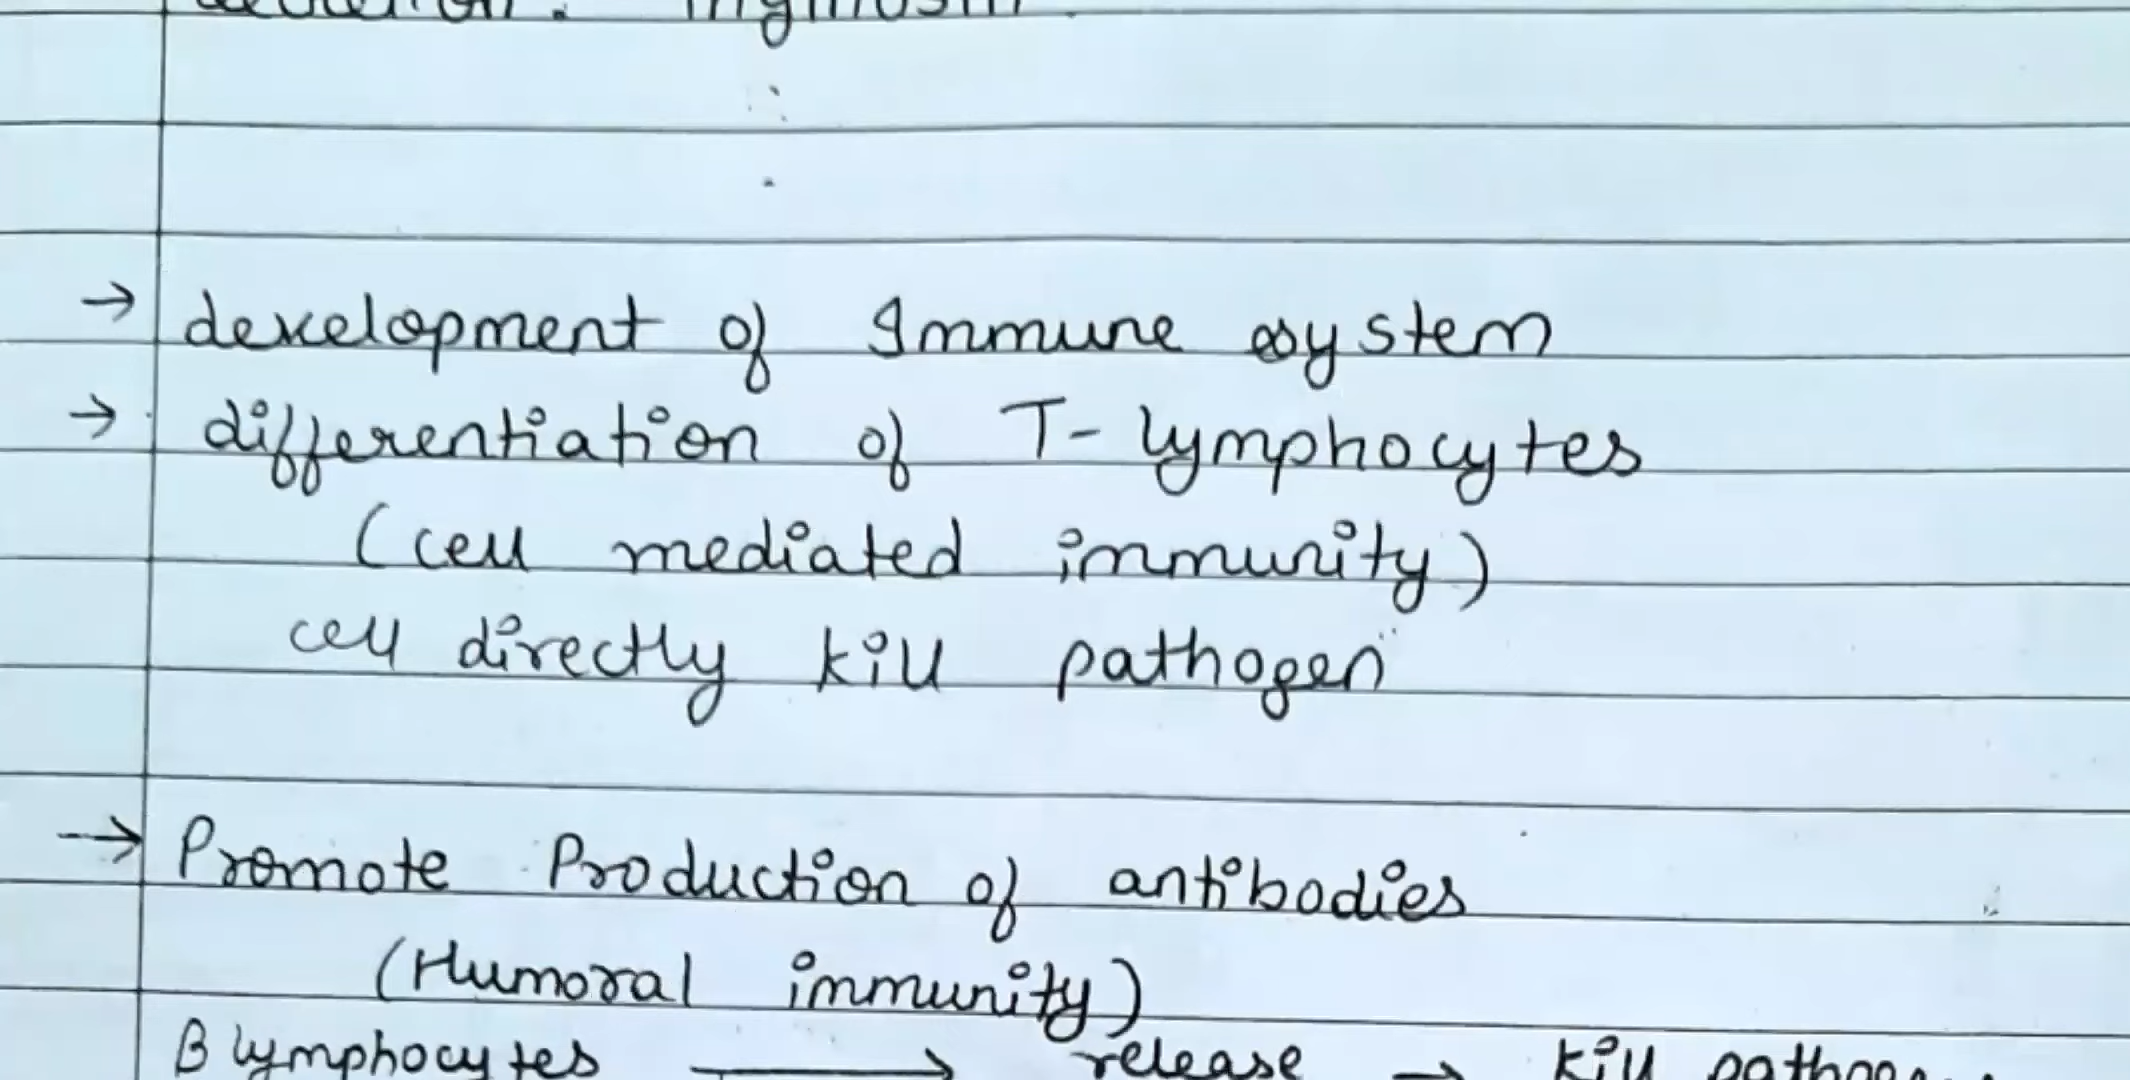 → development of Immune system
→ differentiation of T- lymphocytes
(cell mediated immunity)
cell directly kill pathogen
→ Promote Production of antibodies
(Humoral immunity)
B lymphocytes → release → kill